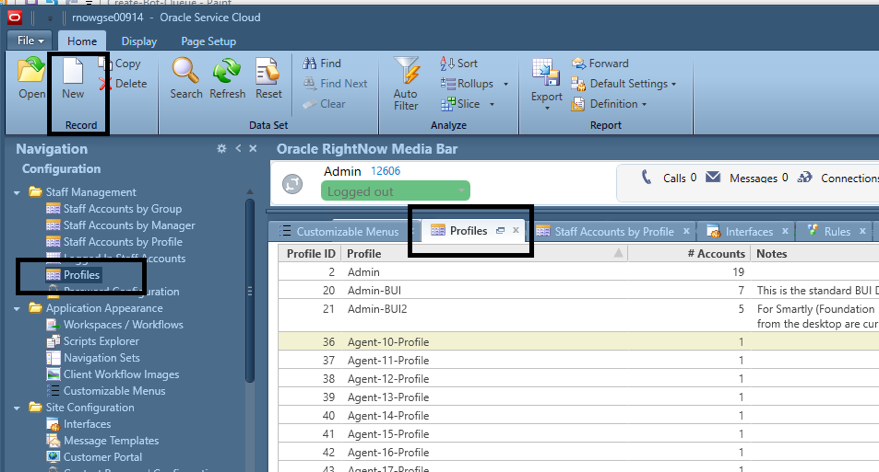 Create-Bot-Queue - Paint
rnowgse00914 - Oracle Service Cloud
File Home Display Page Setup
Open New Copy Delete Search Refresh Reset Find Find Next Clear Auto Filter Sort Rollups Slice Export Forward Default Settings Definition
Record Data Set Analyze Report
Navigation
Configuration
Staff Management
Staff Accounts by Group
Staff Accounts by Manager
Staff Accounts by Profile
Logged In Staff Accounts
Profiles
Password Configuration
Application Appearance
Workspaces / Workflows
Scripts Explorer
Navigation Sets
Client Workflow Images
Customizable Menus
Site Configuration
Interfaces
Message Templates
Customer Portal
Oracle RightNow Media Bar
Admin 12606
Logged out
Calls 0 Messages 0 Connections
Customizable Menus Profiles Staff Accounts by Profile Interfaces Rules
Profile ID Profile # Accounts Notes
2 Admin 19
20 Admin-BUI 7 This is the standard BUI D
21 Admin-BUI2 5 For Smartly (Foundation
from the desktop are cur
36 Agent-10-Profile 1
37 Agent-11-Profile 1
38 Agent-12-Profile 1
39 Agent-13-Profile 1
40 Agent-14-Profile 1
41 Agent-15-Profile 1
42 Agent-16-Profile 1
43 Agent-17-Profile 1